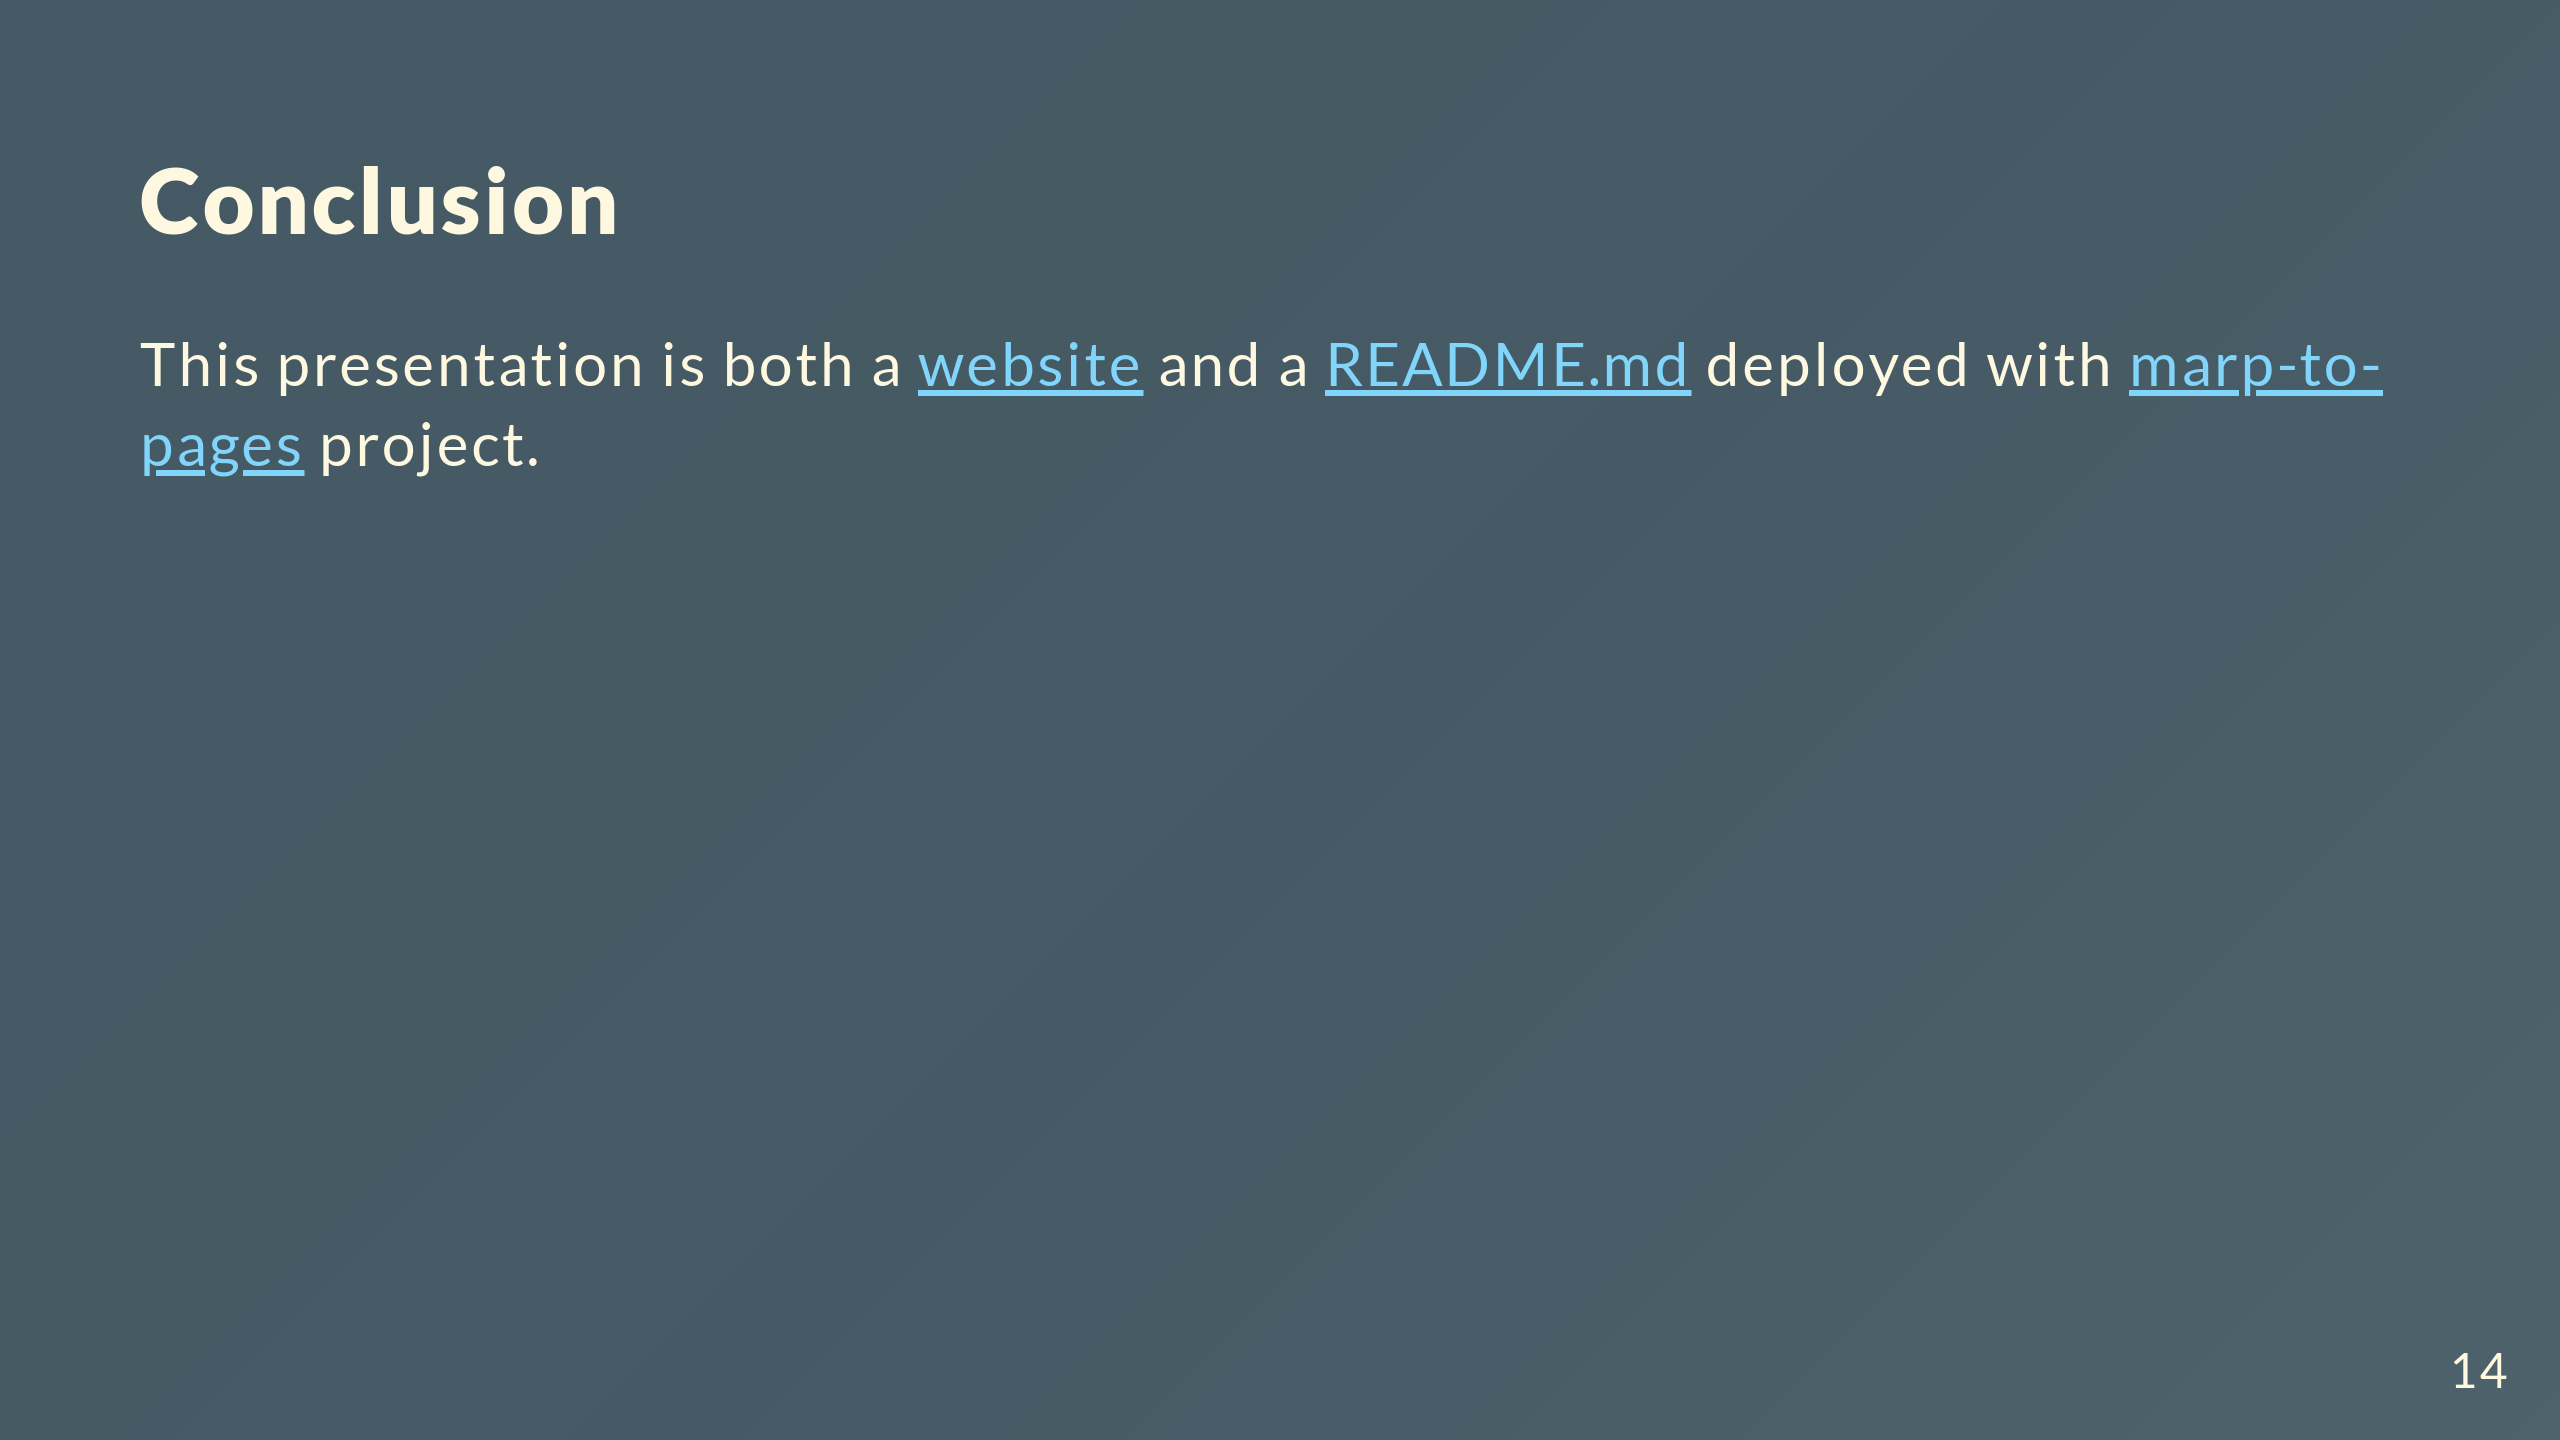 Conclusion
This presentation is both a website and a README.md deployed with marp-to-
pages project.
14